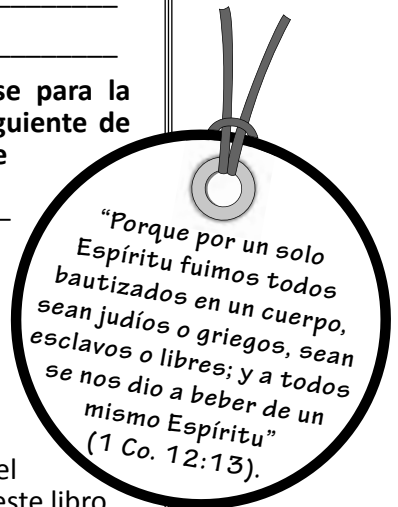 se para la
guiente de
e
“Porque por un solo
Espíritu fuimos todos
bautizados en un cuerpo,
sean judíos o griegos, sean
esclavos o libres; y a todos
se nos dio a beber de un
mismo Espíritu”
(1 Co. 12:13).
el
este libro